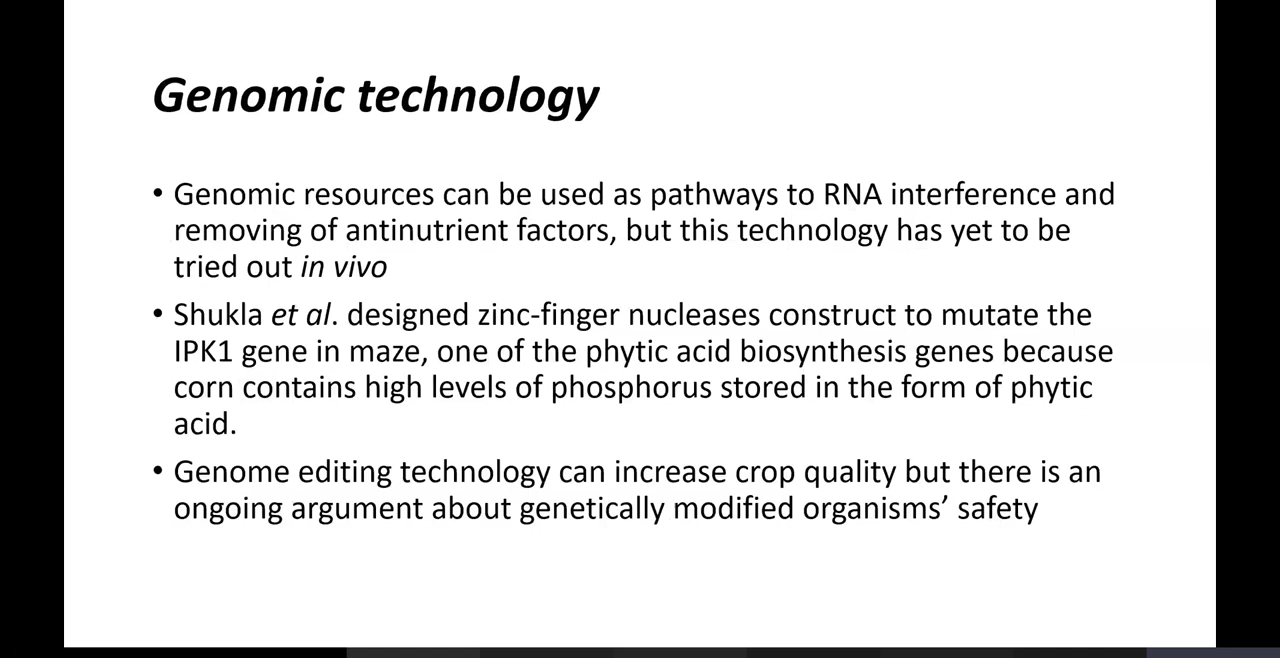 Genomic technology
• Genomic resources can be used as pathways to RNA interference and
removing of antinutrient factors, but this technology has yet to be
tried out in vivo
• Shukla et al. designed zinc-finger nucleases construct to mutate the
IPK1 gene in maze, one of the phytic acid biosynthesis genes because
corn contains high levels of phosphorus stored in the form of phytic
acid.
• Genome editing technology can increase crop quality but there is an
ongoing argument about genetically modified organisms’ safety